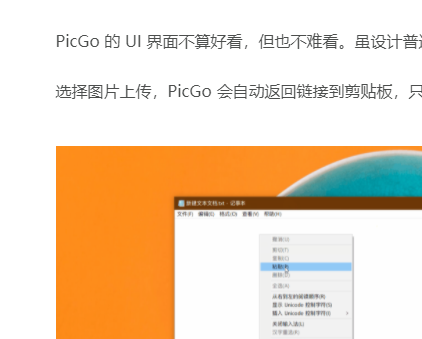 PicGo 的 UI 界面不算好看，但也不难看。虽设计普
选择图片上传，PicGo 会自动返回链接到剪贴板，只
新建文本文档.txt - 记事本
文件(F) 编辑(E) 格式(O) 查看(V) 帮助(H)
撤消(U)
剪切(T)
复制(C)
粘贴(P)
删除(D)
全选(A)
从右到左的阅读顺序(R)
显示 Unicode 控制字符(S)
插入 Unicode 控制字符(I)
关闭输入法(L)
汉字重选(R)